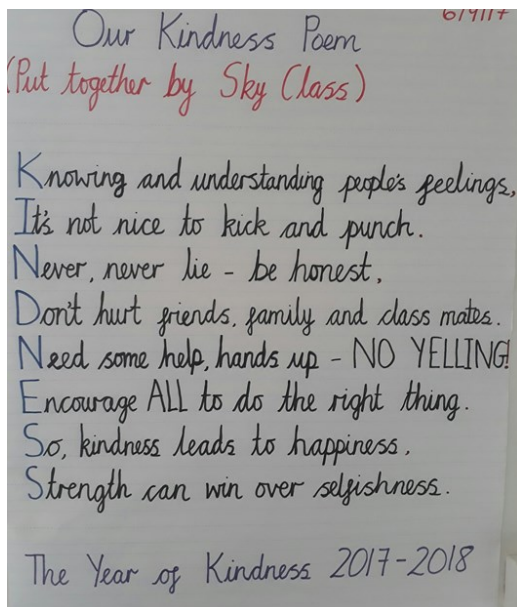 6/9/17
Our Kindness Poem
(Put together by Sky Class)
Knowing and understanding people's feelings,
It's not nice to kick and punch.
Never, never lie - be honest,
Don't hurt friends, family and class mates.
Need some help, hands up - NO YELLING!
Encourage ALL to do the right thing.
So, kindness leads to happiness,
Strength can win over selfishness.
The Year of Kindness 2017-2018